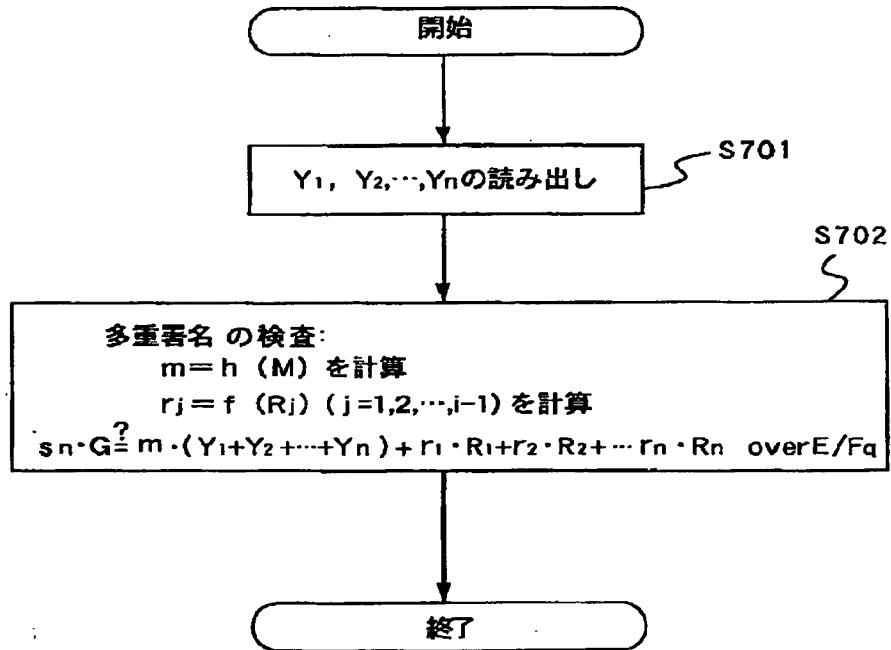 開始
Y1, Y2,…,Ynの読み出し
S701
S702
多重署名 の検査:
m=h (M) を計算
rj=f (Rj) (j=1,2,…,i-1) を計算
sn・G≟m・(Y1+Y2+…+Yn)+r1・R1+r2・R2+…rn・Rn overE/Fq
終了